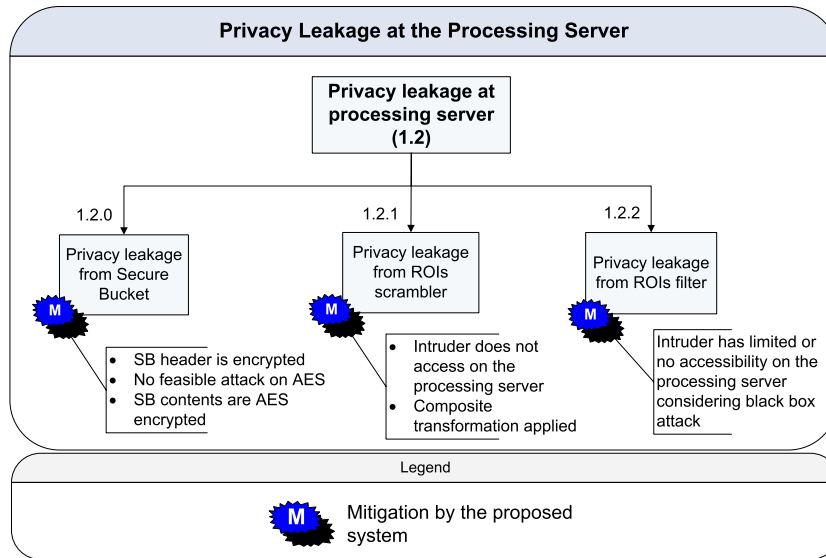 Privacy Leakage at the Processing Server
Privacy leakage at
processing server
(1.2)
1.2.0
1.2.1
1.2.2
Privacy leakage
from Secure
Bucket
Privacy leakage
from ROIs
scrambler
Privacy leakage
from ROIs filter
M
M
M
• SB header is encrypted
• No feasible attack on AES
• SB contents are AES
encrypted
• Intruder does not
access on the
processing server
• Composite
transformation applied
Intruder has limited or
no accessibility on the
processing server
considering black box
attack
Legend
M
Mitigation by the proposed
system